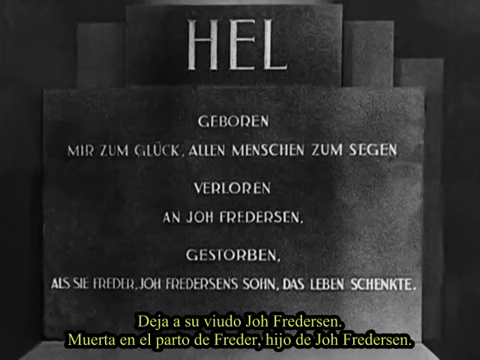 HEL
GEBOREN
MIR ZUM GLÜCK, ALLEN MENSCHEN ZUM SEGEN
VERLOREN
AN JOH FREDERSEN,
GESTORBEN,
ALS SIE FREDER, JOH FREDERSENS SOHN, DAS LEBEN SCHENKTE.
Deja a su viudo Joh Fredersen.
Muerta en el parto de Freder, hijo de Joh Fredersen.